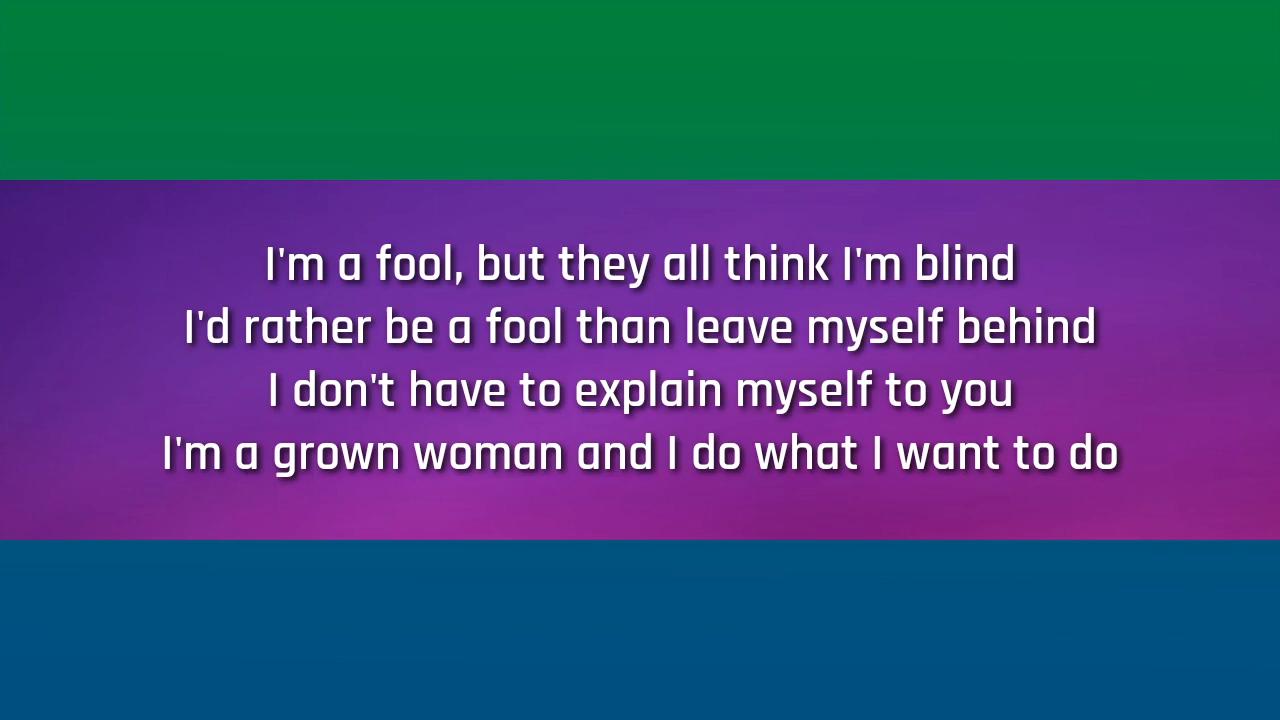 I'm a fool, but they all think I'm blind
I'd rather be a fool than leave myself behind
I don't have to explain myself to you
I'm a grown woman and I do what I want to do